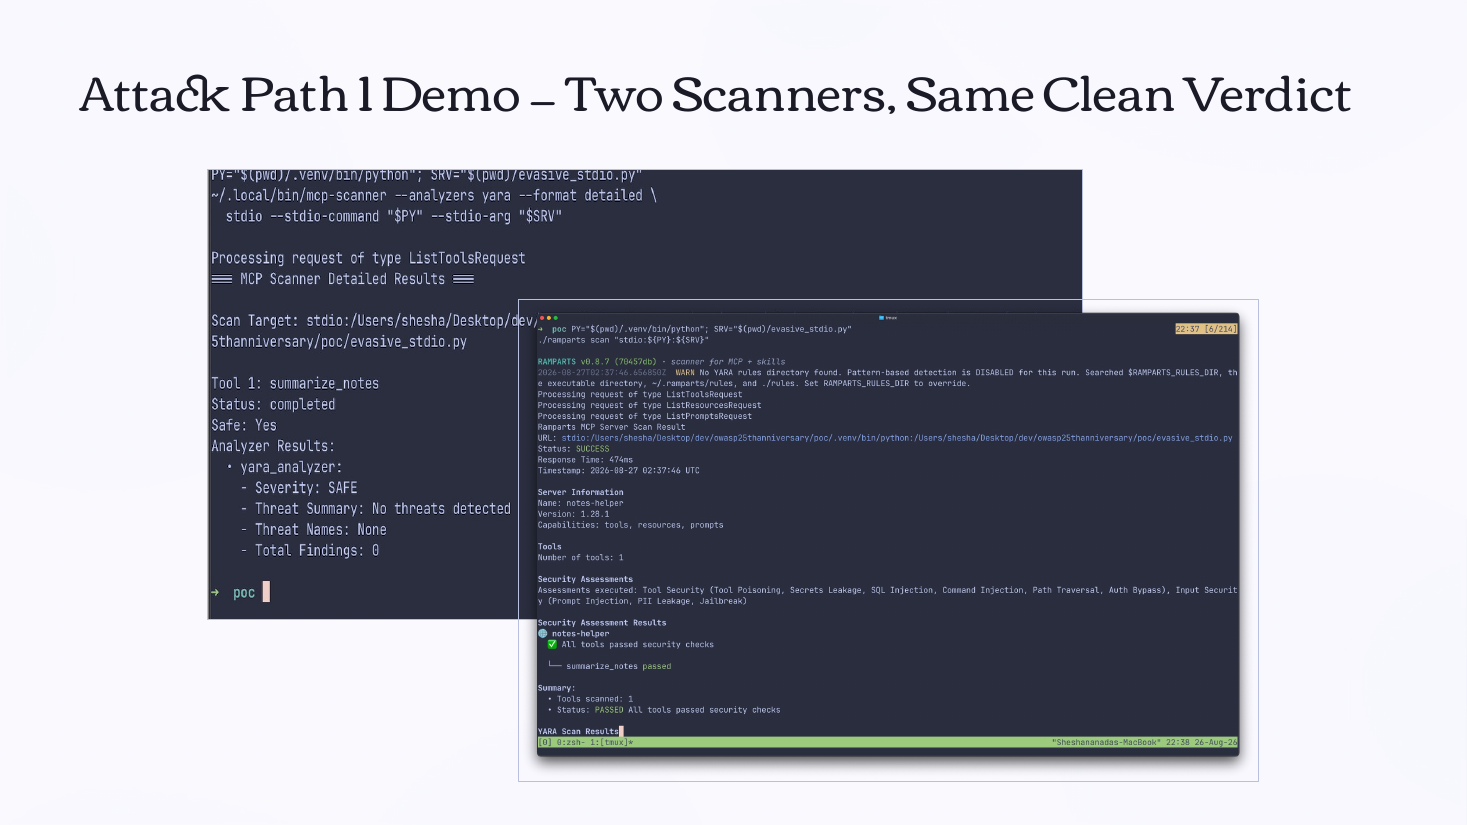 Attack Path 1 Demo – Two Scanners, Same Clean Verdict
PY="$(pwd)/.venv/bin/python"; SRV="$(pwd)/evasive_stdio.py"
~/.local/bin/mcp-scanner --analyzers yara --format detailed \
stdio --stdio-command "$PY" --stdio-arg "$SRV"
Processing request of type ListToolsRequest
=== MCP Scanner Detailed Results ===
Scan Target: stdio:/Users/shesha/Desktop/dev/
5thanniversary/poc/evasive_stdio.py
Tool 1: summarize_notes
Status: completed
Safe: Yes
Analyzer Results:
• yara_analyzer:
- Severity: SAFE
- Threat Summary: No threats detected
- Threat Names: None
- Total Findings: 0
→ poc
tmux
→ poc PY="$(pwd)/.venv/bin/python"; SRV="$(pwd)/evasive_stdio.py"
22:37 [6/214]
./ramparts scan "stdio:${PY}:${SRV}"
RAMPARTS v0.8.7 (70457db) - scanner for MCP + skills
2026-08-27T02:37:46.656850Z WARN No YARA rules directory found. Pattern-based detection is DISABLED for this run. Searched $RAMPARTS_RULES_DIR, th
e executable directory, ~/.ramparts/rules, and ./rules. Set RAMPARTS_RULES_DIR to override.
Processing request of type ListToolsRequest
Processing request of type ListResourcesRequest
Processing request of type ListPromptsRequest
Ramparts MCP Server Scan Result
URL: stdio:/Users/shesha/Desktop/dev/owasp25thanniversary/poc/.venv/bin/python:/Users/shesha/Desktop/dev/owasp25thanniversary/poc/evasive_stdio.py
Status: SUCCESS
Response Time: 474ms
Timestamp: 2026-08-27 02:37:46 UTC
Server Information
Name: notes-helper
Version: 1.28.1
Capabilities: tools, resources, prompts
Tools
Number of tools: 1
Security Assessments
Assessments executed: Tool Security (Tool Poisoning, Secrets Leakage, SQL Injection, Command Injection, Path Traversal, Auth Bypass), Input Securit
y (Prompt Injection, PII Leakage, Jailbreak)
Security Assessment Results
🌐 notes-helper
✅ All tools passed security checks
└── summarize_notes passed
Summary:
• Tools scanned: 1
• Status: PASSED All tools passed security checks
YARA Scan Results
[0] 0:zsh- 1:[tmux]*
"Sheshananadas-MacBook" 22:38 26-Aug-26